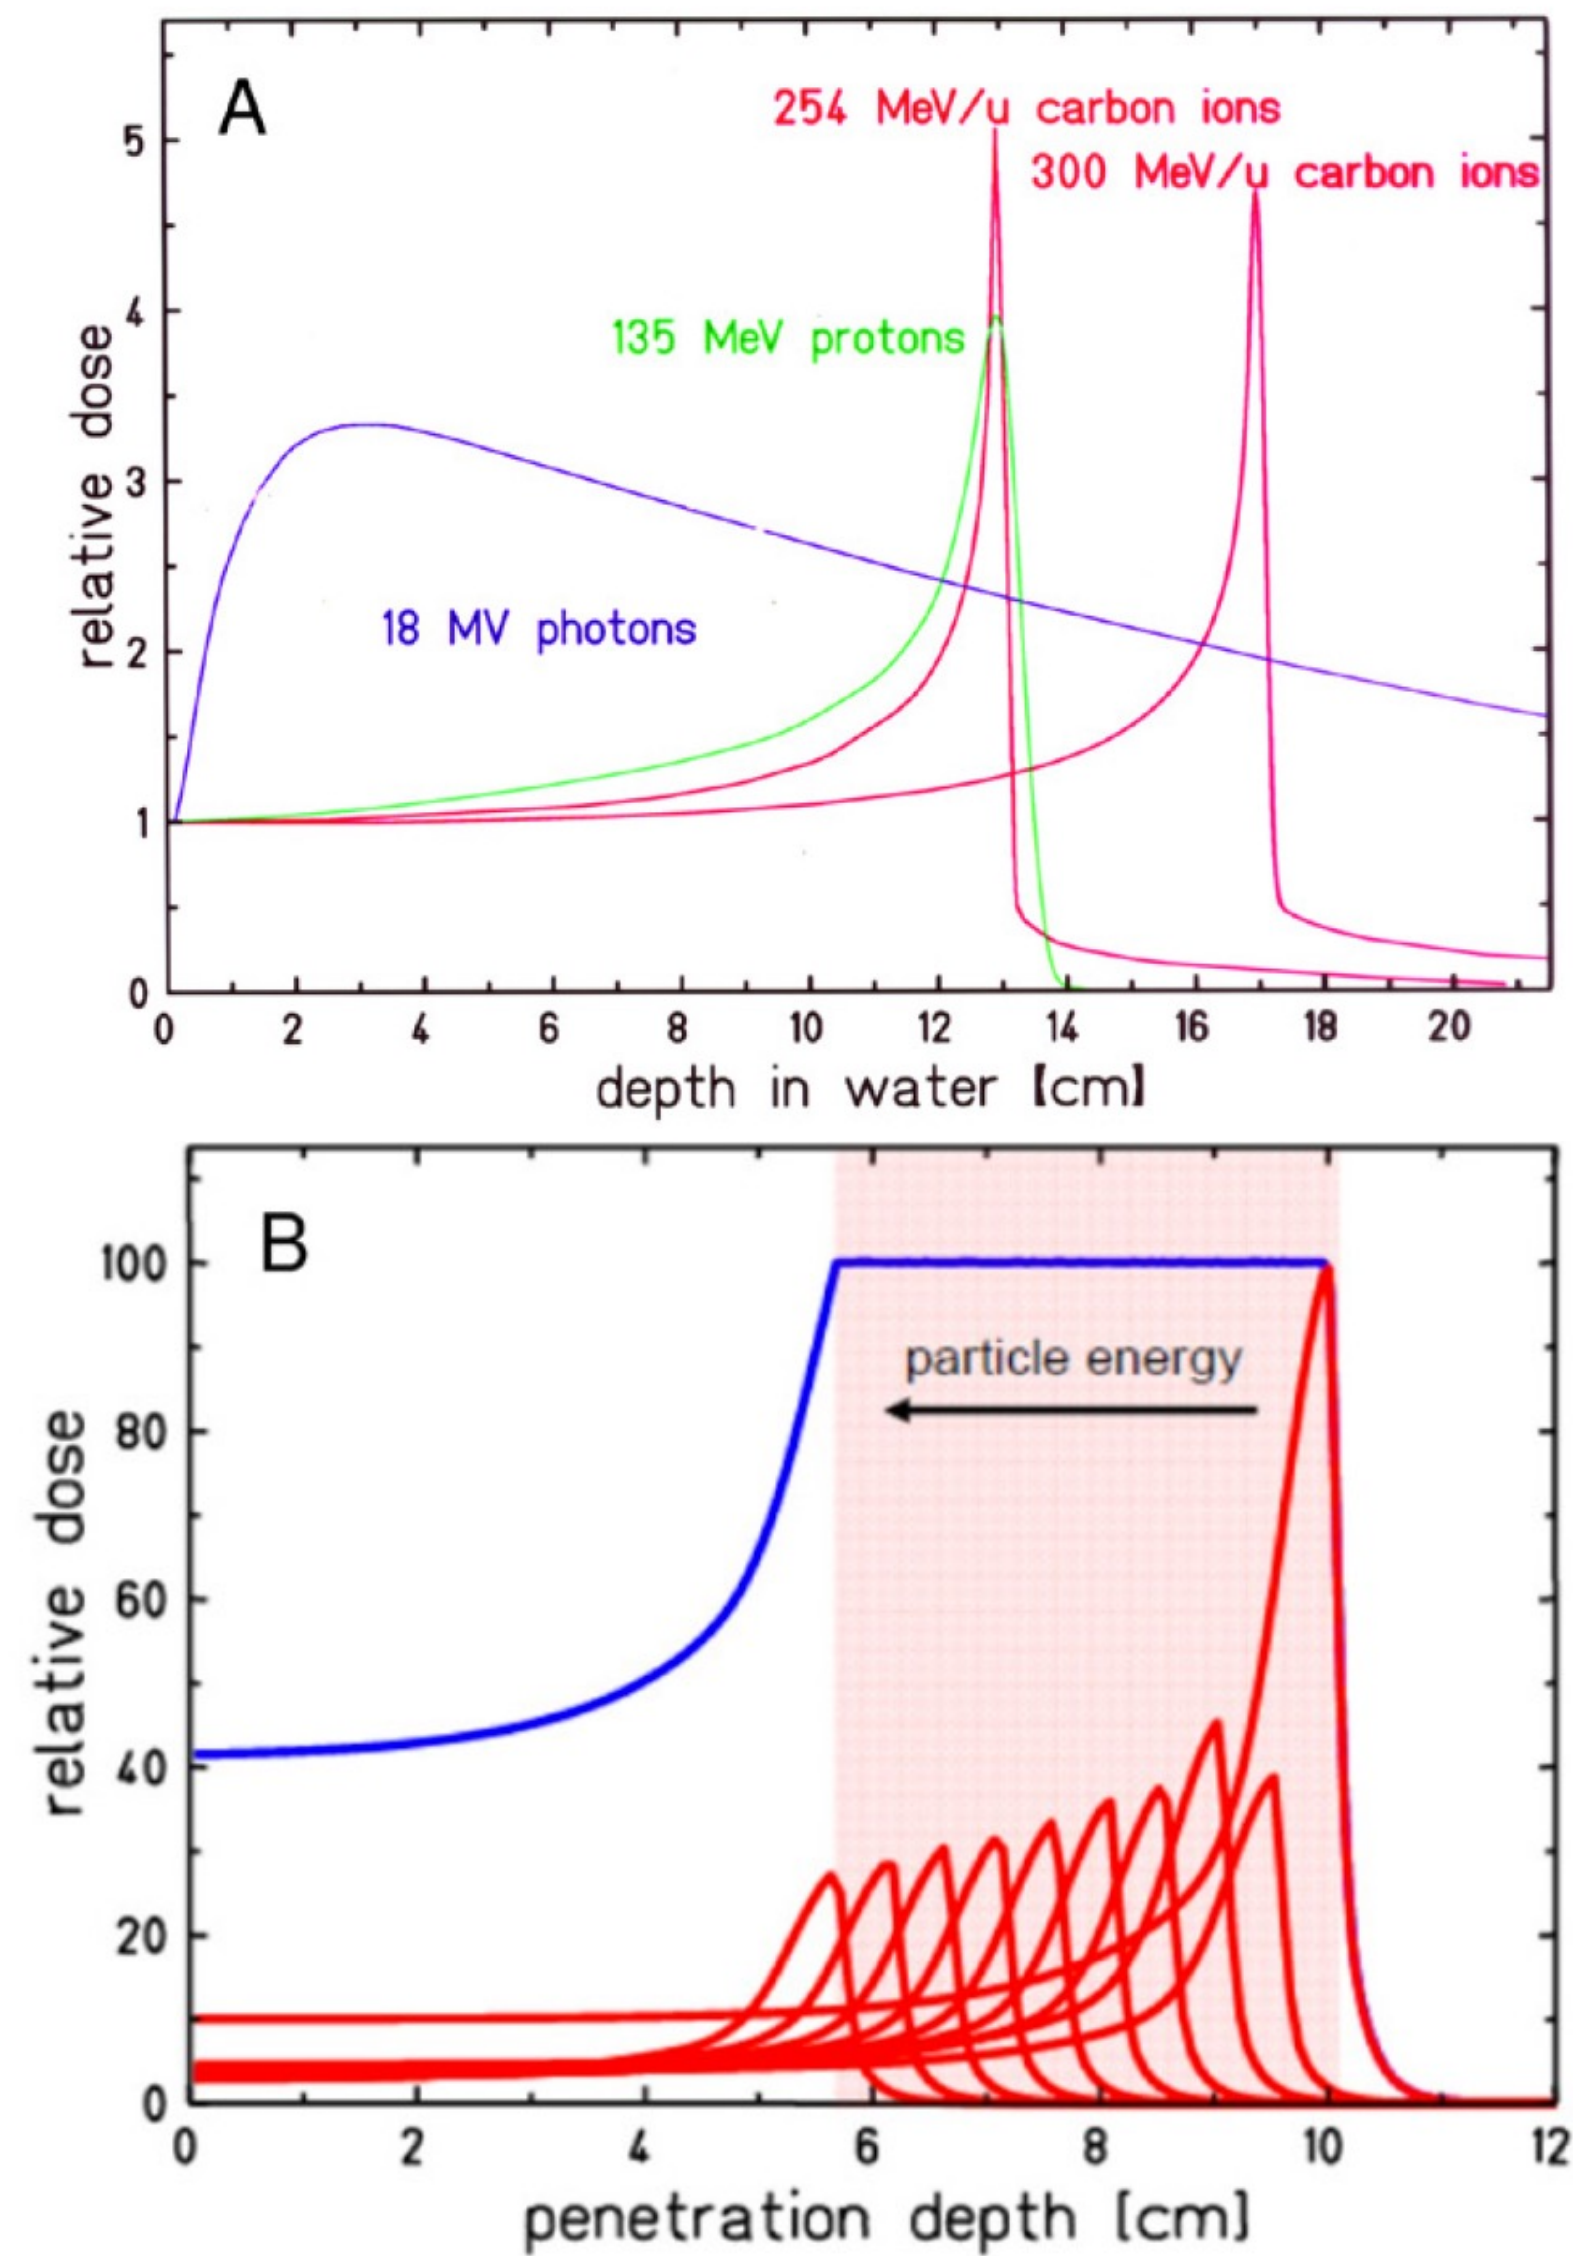 A
254 MeV/u carbon ions
300 MeV/u carbon ions
135 MeV protons
18 MV photons
relative dose
5
4
3
2
1
0
0 2 4 6 8 10 12 14 16 18 20
depth in water [cm]
B
particle energy
relative dose
100
80
60
40
20
0
0 2 4 6 8 10 12
penetration depth [cm]